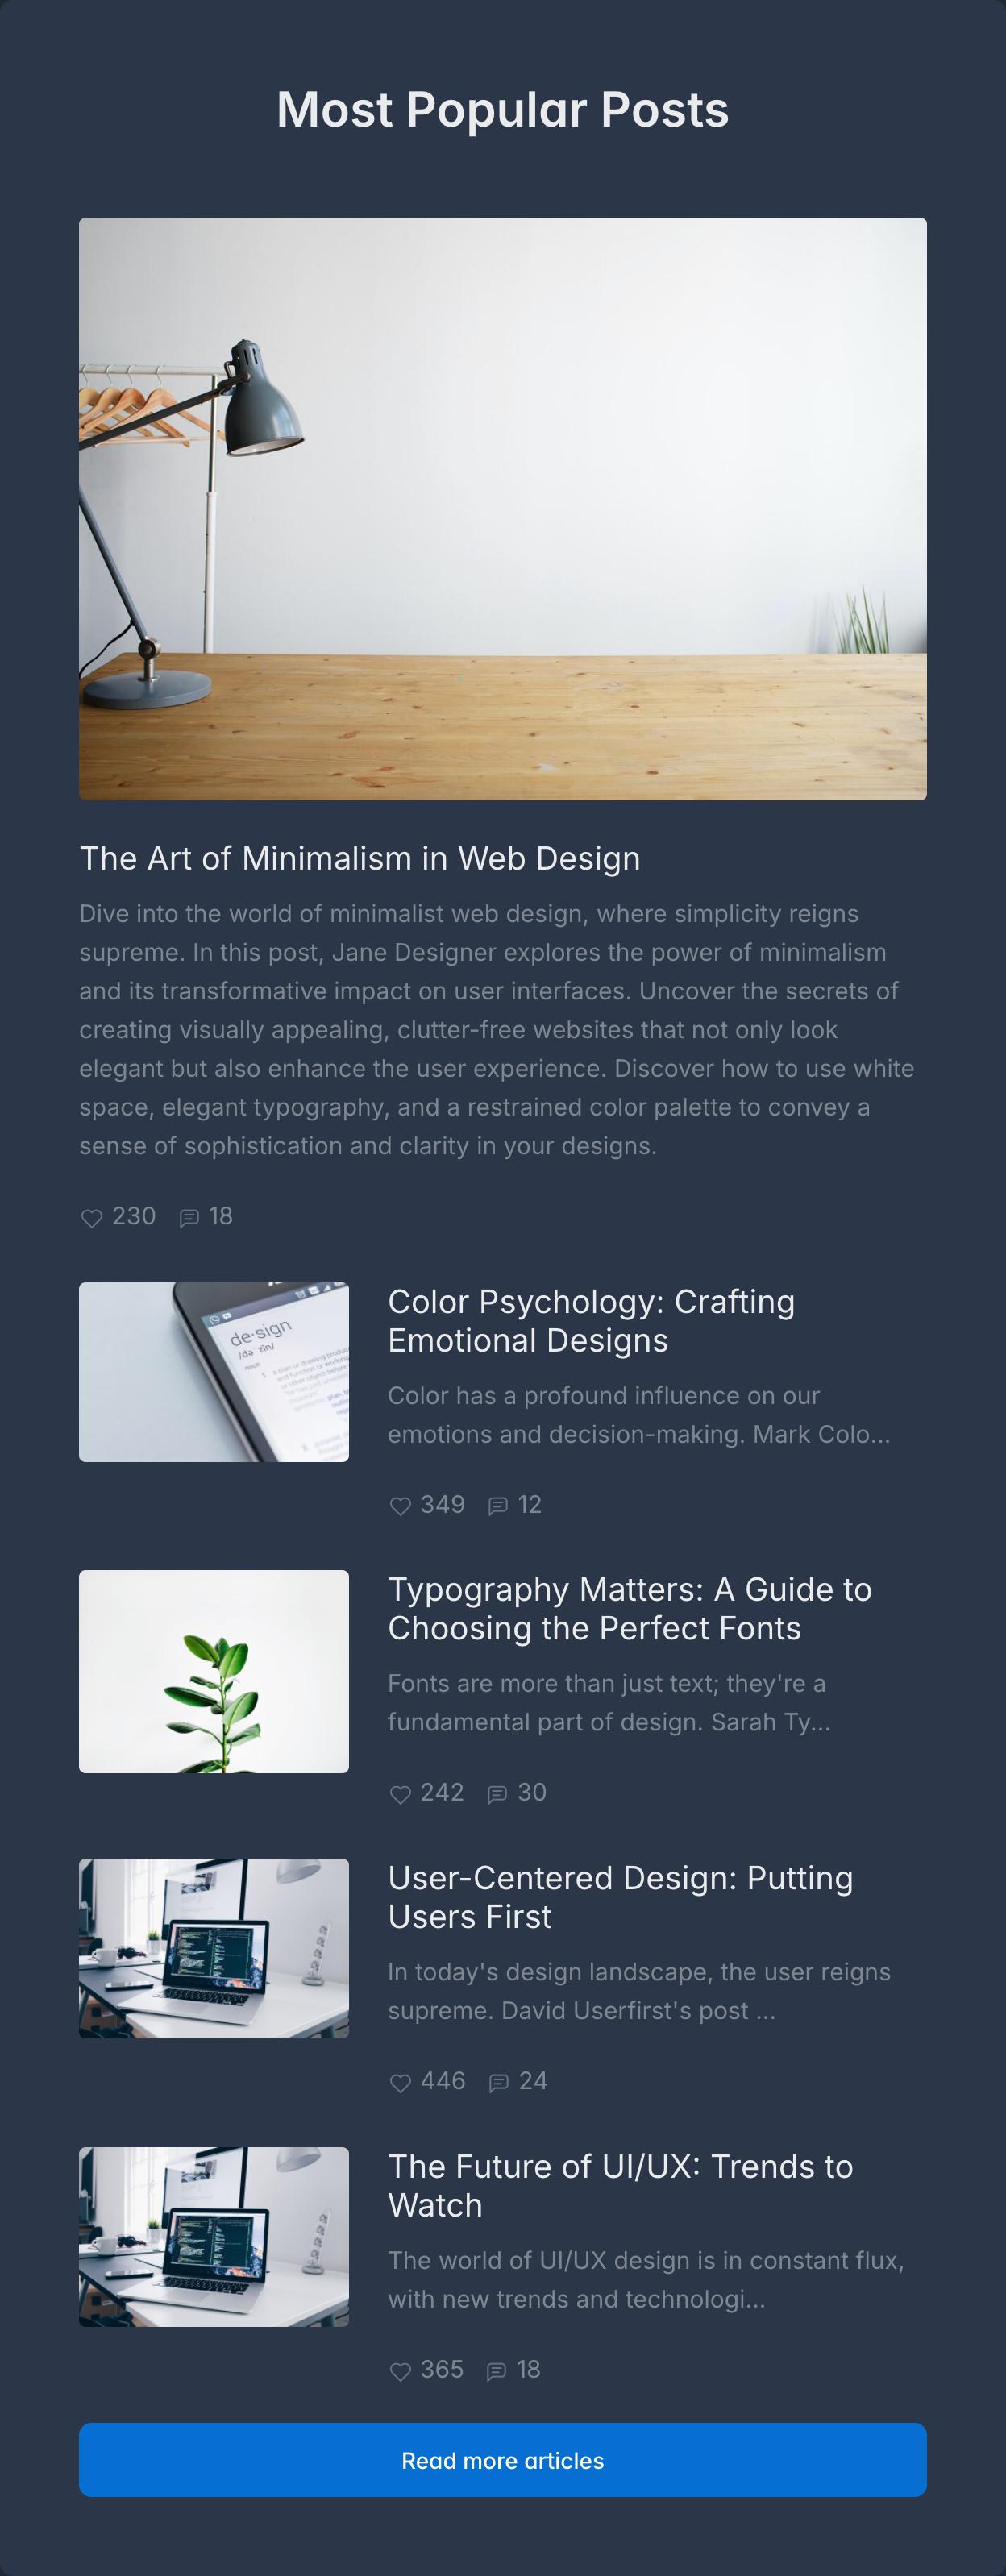 Most Popular Posts
The Art of Minimalism in Web Design
Dive into the world of minimalist web design, where simplicity reigns
supreme. In this post, Jane Designer explores the power of minimalism
and its transformative impact on user interfaces. Uncover the secrets of
creating visually appealing, clutter-free websites that not only look
elegant but also enhance the user experience. Discover how to use white
space, elegant typography, and a restrained color palette to convey a
sense of sophistication and clarity in your designs.
230 18
de·sign
noun
Color Psychology: Crafting
Emotional Designs
Color has a profound influence on our
emotions and decision-making. Mark Colo...
349 12
Typography Matters: A Guide to
Choosing the Perfect Fonts
Fonts are more than just text; they're a
fundamental part of design. Sarah Ty...
242 30
User-Centered Design: Putting
Users First
In today's design landscape, the user reigns
supreme. David Userfirst's post ...
446 24
The Future of UI/UX: Trends to
Watch
The world of UI/UX design is in constant flux,
with new trends and technologi...
365 18
Read more articles